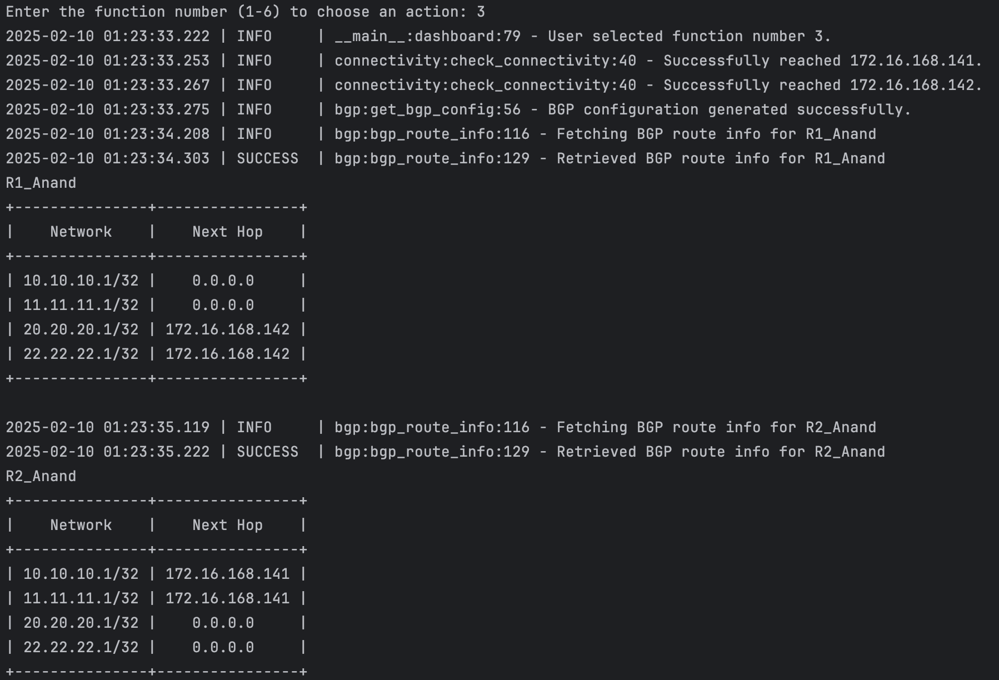 Enter the function number (1-6) to choose an action: 3
2025-02-10 01:23:33.222 | INFO     | __main__:dashboard:79 - User selected function number 3.
2025-02-10 01:23:33.253 | INFO     | connectivity:check_connectivity:40 - Successfully reached 172.16.168.141.
2025-02-10 01:23:33.267 | INFO     | connectivity:check_connectivity:40 - Successfully reached 172.16.168.142.
2025-02-10 01:23:33.275 | INFO     | bgp:get_bgp_config:56 - BGP configuration generated successfully.
2025-02-10 01:23:34.208 | INFO     | bgp:bgp_route_info:116 - Fetching BGP route info for R1_Anand
2025-02-10 01:23:34.303 | SUCCESS  | bgp:bgp_route_info:129 - Retrieved BGP route info for R1_Anand
R1_Anand
+---------------+----------------+
|    Network    |    Next Hop    |
+---------------+----------------+
| 10.10.10.1/32 |    0.0.0.0     |
| 11.11.11.1/32 |    0.0.0.0     |
| 20.20.20.1/32 | 172.16.168.142 |
| 22.22.22.1/32 | 172.16.168.142 |
+---------------+----------------+
2025-02-10 01:23:35.119 | INFO     | bgp:bgp_route_info:116 - Fetching BGP route info for R2_Anand
2025-02-10 01:23:35.222 | SUCCESS  | bgp:bgp_route_info:129 - Retrieved BGP route info for R2_Anand
R2_Anand
+---------------+----------------+
|    Network    |    Next Hop    |
+---------------+----------------+
| 10.10.10.1/32 | 172.16.168.141 |
| 11.11.11.1/32 | 172.16.168.141 |
| 20.20.20.1/32 |    0.0.0.0     |
| 22.22.22.1/32 |    0.0.0.0     |
+---------------+----------------+